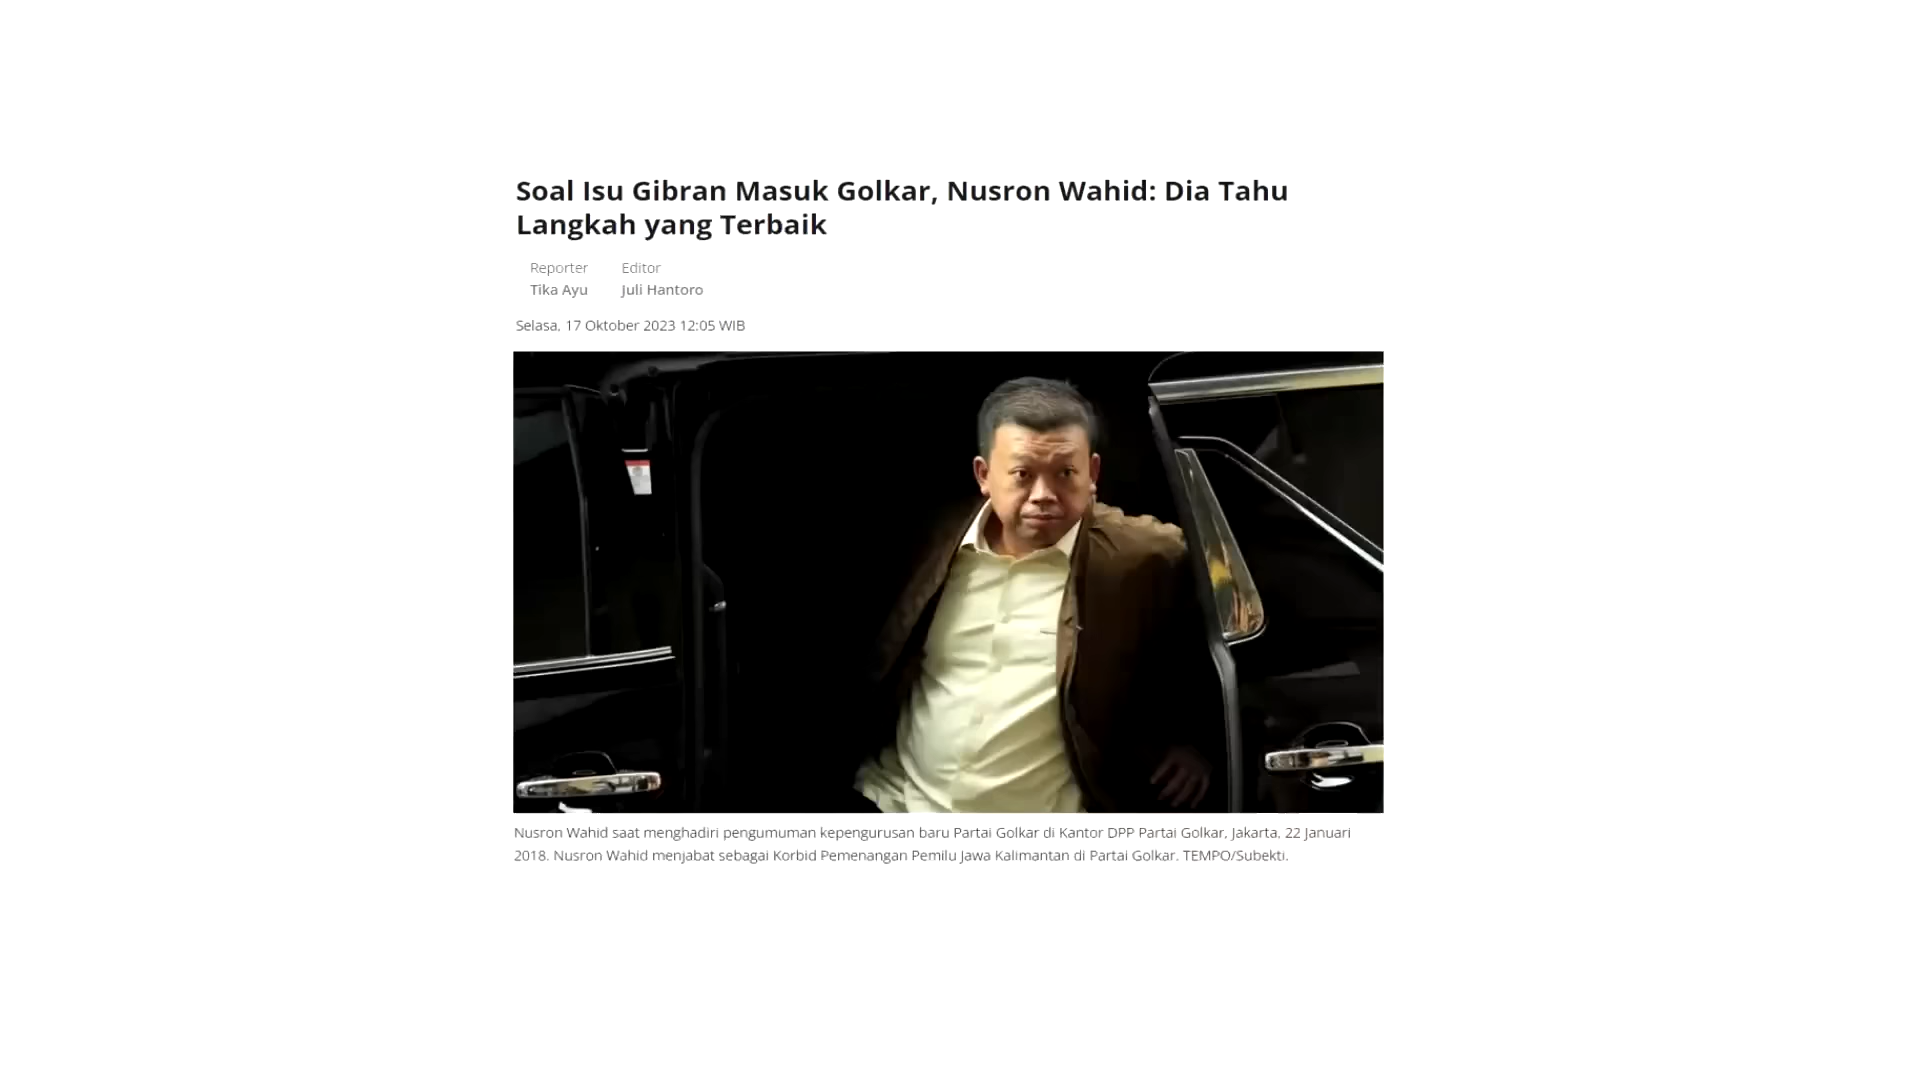 Soal Isu Gibran Masuk Golkar, Nusron Wahid: Dia Tahu
Langkah yang Terbaik
Reporter Editor
Tika Ayu Juli Hantoro
Selasa, 17 Oktober 2023 12:05 WIB
Nusron Wahid saat menghadiri pengumuman kepengurusan baru Partai Golkar di Kantor DPP Partai Golkar, Jakarta, 22 Januari
2018. Nusron Wahid menjabat sebagai Korbid Pemenangan Pemilu Jawa Kalimantan di Partai Golkar. TEMPO/Subekti.